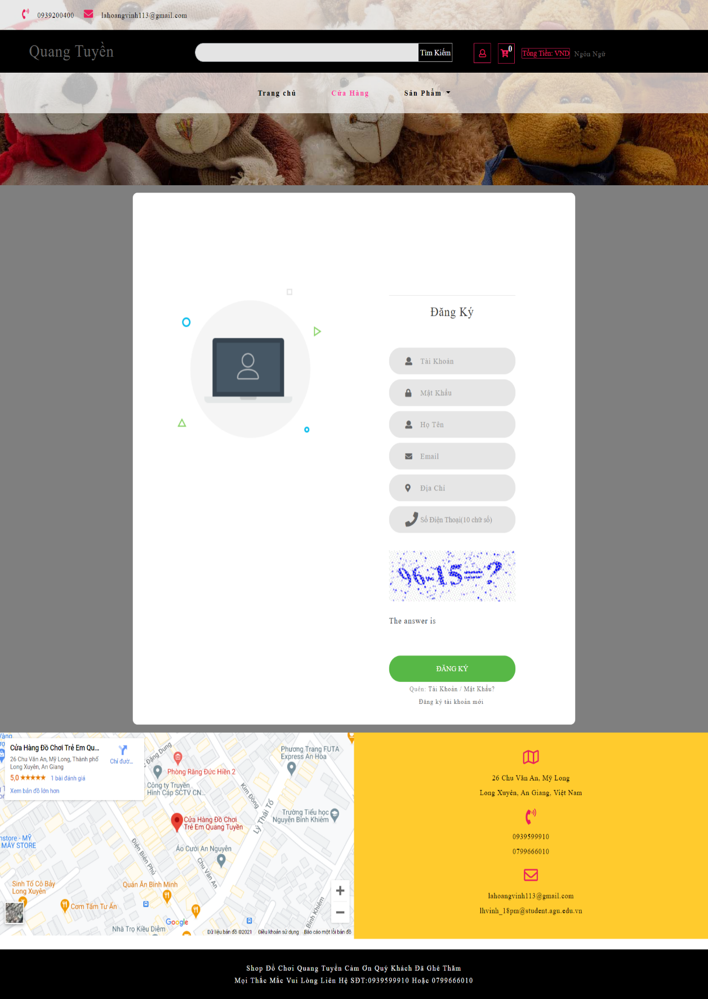 0939200400 lahoangvinh113@gmail.com
Quang Tuyền
Tìm Kiếm
0
Tổng Tiền: VND
Ngôn Ngữ
Trang chủ
Cửa Hàng
Sản Phẩm
Đăng Ký
Tài Khoản
Mật Khẩu
Họ Tên
Email
Địa Chỉ
Số Điện Thoại(10 chữ số)
96-15=?
The answer is
ĐĂNG KÝ
Quên: Tài Khoản / Mật Khẩu?
Đăng ký tài khoản mới
Cửa Hàng Đồ Chơi Trẻ Em Qu...
26 Chu Văn An, Mỹ Long, Thành phố
Long Xuyên, An Giang
Chỉ đườ...
5,0 1 bài đánh giá
Xem bản đồ lớn hơn
Đặng Dung
Phòng Răng Đức Hiền 2
Công ty Truyền
Hình Cáp SCTV CN...
Phương Trang FUTA
Express An Hòa
Kim Đồng
Lý Thái Tổ
Trường Tiểu học
Nguyễn Bỉnh Khiêm
Cửa Hàng Đồ Chơi
Trẻ Em Quang Tuyền
Áo Cưới An Nguyễn
Điện Biên Phủ
Chu Văn An
nstore - MỸ
MÁY STORE
Sinh Tố Cô Bảy
Long Xuyên
Cơm Tấm Tư Ấn
Quán Ăn Bình Minh
Nhà Trọ Kiều Diễm
Bỉnh Khiêm
Google
Dữ liệu bản đồ ©2021 Điều khoản sử dụng Báo cáo một lỗi bản đồ
26 Chu Văn An, Mỹ Long
Long Xuyên, An Giang, Việt Nam
0939599910
0799666010
lahoangvinh113@gmail.com
lhvinh_18pm@student.agu.edu.vn
Shop Đồ Chơi Quang Tuyền Cảm Ơn Quý Khách Đã Ghé Thăm
Mọi Thắc Mắc Vui Lòng Liên Hệ SĐT:0939599910 Hoặc 0799666010